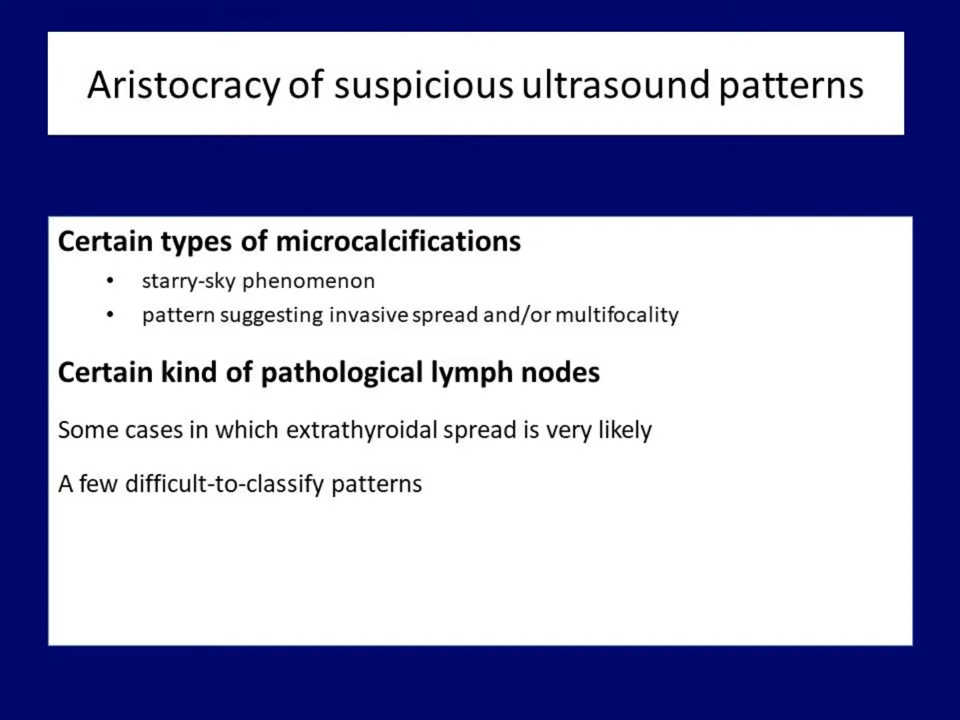 Aristocracy of suspicious ultrasound patterns
Certain types of microcalcifications
• starry-sky phenomenon
• pattern suggesting invasive spread and/or multifocality
Certain kind of pathological lymph nodes
Some cases in which extrathyroidal spread is very likely
A few difficult-to-classify patterns